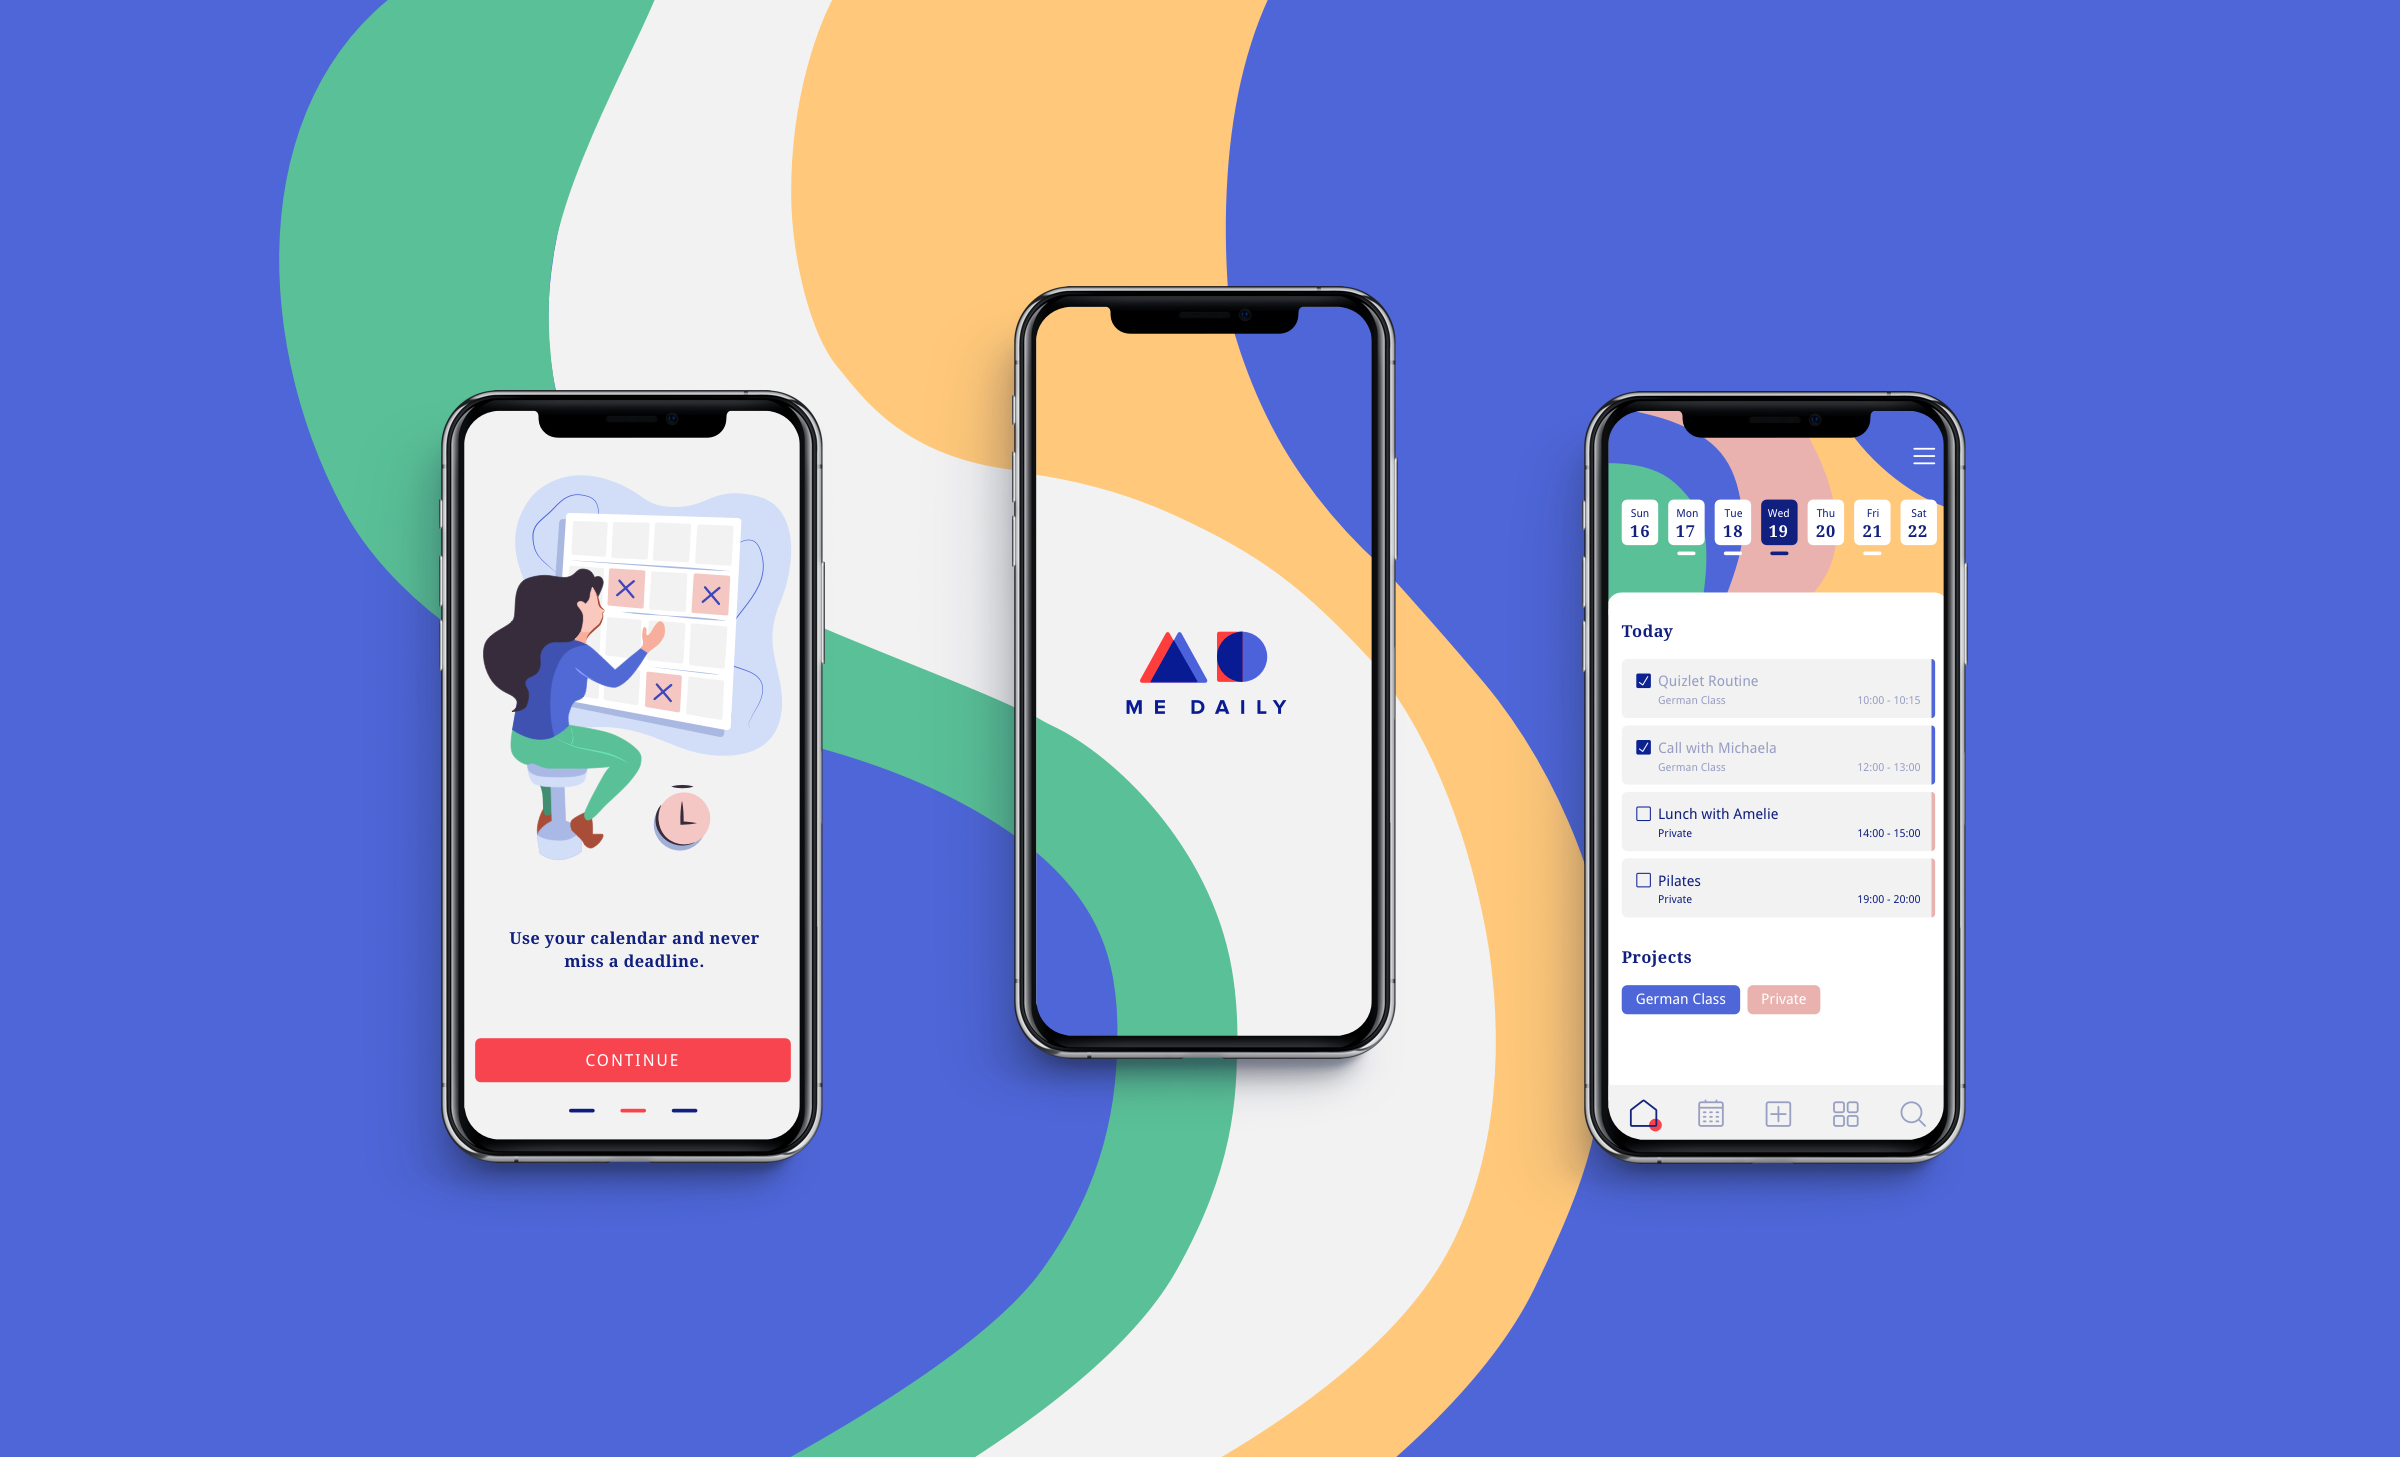 Use your calendar and never
miss a deadline.
CONTINUE
ME DAILY
Sun Mon Tue Wed Thu Fri Sat
16 17 18 19 20 21 22
Today
Quizlet Routine
German Class 10:00 - 10:15
Call with Michaela
German Class 12:00 - 13:00
Lunch with Amelie
Private 14:00 - 15:00
Pilates
Private 19:00 - 20:00
Projects
German Class Private